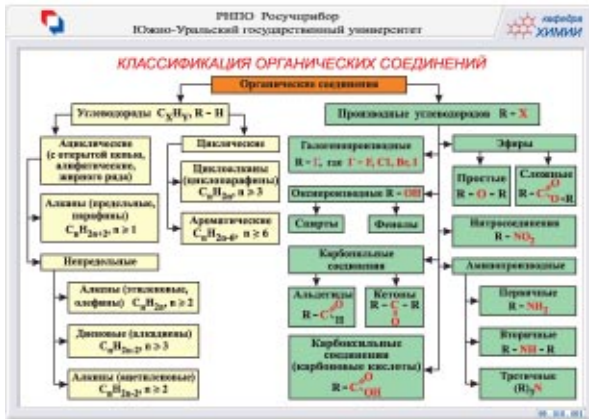 РНПО Росучприбор
Южно-Уральский государственный университет
кафедра
ХИМИИ
КЛАССИФИКАЦИЯ ОРГАНИЧЕСКИХ СОЕДИНЕНИЙ
Органические соединения
Углеводороды CXHY, R – H
Производные углеводородов R – X
Ациклические
(с открытой цепью,
алифатические,
жирного ряда)
Алканы (предельные,
парафины)
CnH2n+2, n ≥ 1
Непредельные
Алкены (этиленовые,
олефины) CnH2n, n ≥ 2
Диеновые (алкадиены)
CnH2n-2, n ≥ 3
Алкины (ацетиленовые)
CnH2n-2, n ≥ 2
Циклические
Циклоалканы
(циклопарафины)
CnH2n, n ≥ 3
Ароматические
CnH2n-6, n ≥ 6
Галогенпроизводные
R – Г, где Г = F, Cl, Br, I
Оксипроизводные R – OH
Спирты
Фенолы
Карбонильные
соединения
Альдегиды
R – C O H
Кетоны
R – C – R
O
Карбоксильные
соединения
(карбоновые кислоты)
R – C O OH
Эфиры
Простые
R – O – R
Сложные
R – C O O–R
Нитросоединения
R – NO2
Аминопроизводные
Первичные
R – NH2
Вторичные
R – NH – R
Третичные
(R)3N